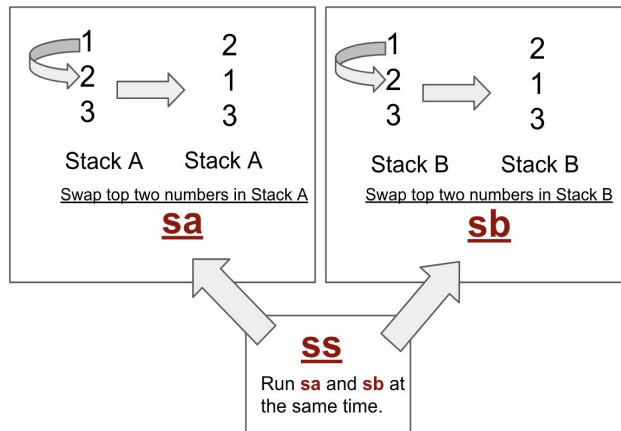 1 2
2 1
3 3
Stack A Stack A
Swap top two numbers in Stack A
sa
1 2
2 1
3 3
Stack B Stack B
Swap top two numbers in Stack B
sb
ss
Run sa and sb at
the same time.